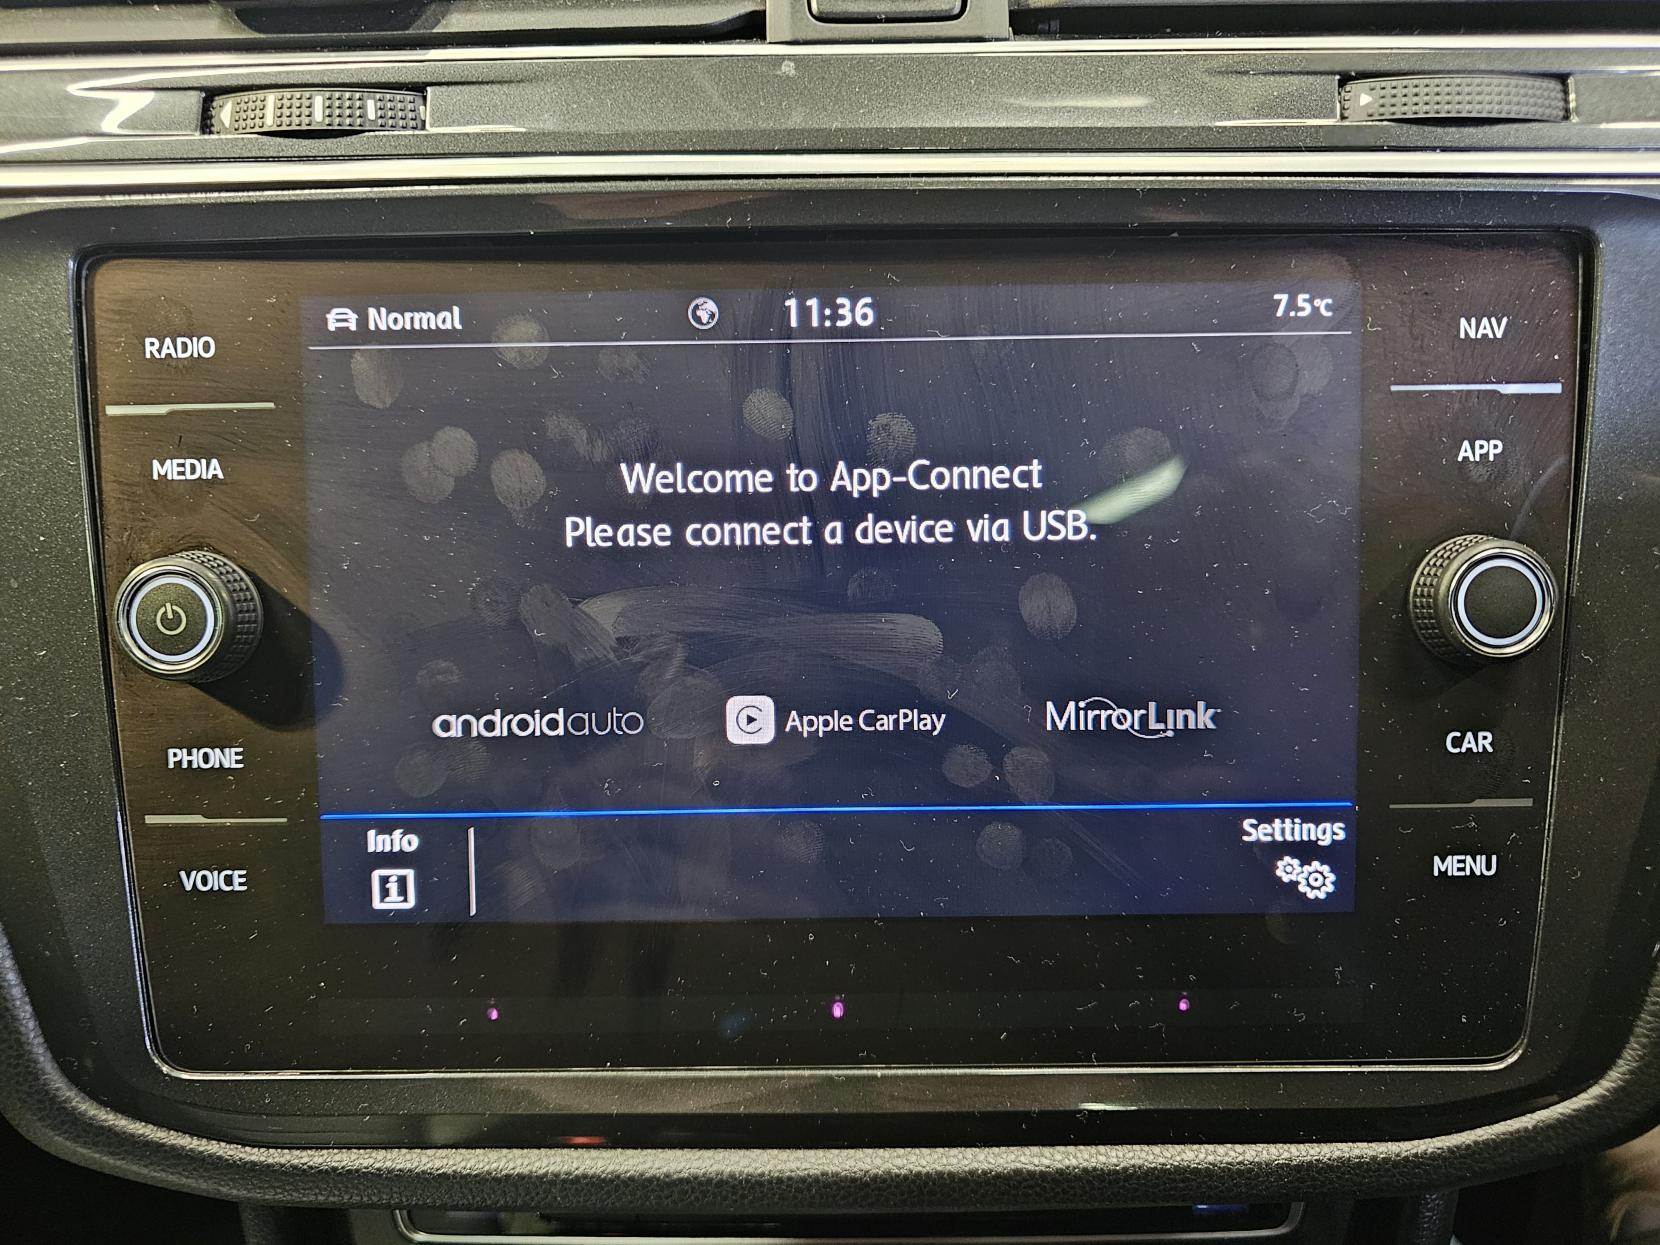 Normal
11:36
7.5°C
RADIO
MEDIA
PHONE
VOICE
Welcome to App-Connect
Please connect a device via USB.
androidauto
Apple CarPlay
MirrorLink
Info
i
Settings
NAV
APP
CAR
MENU